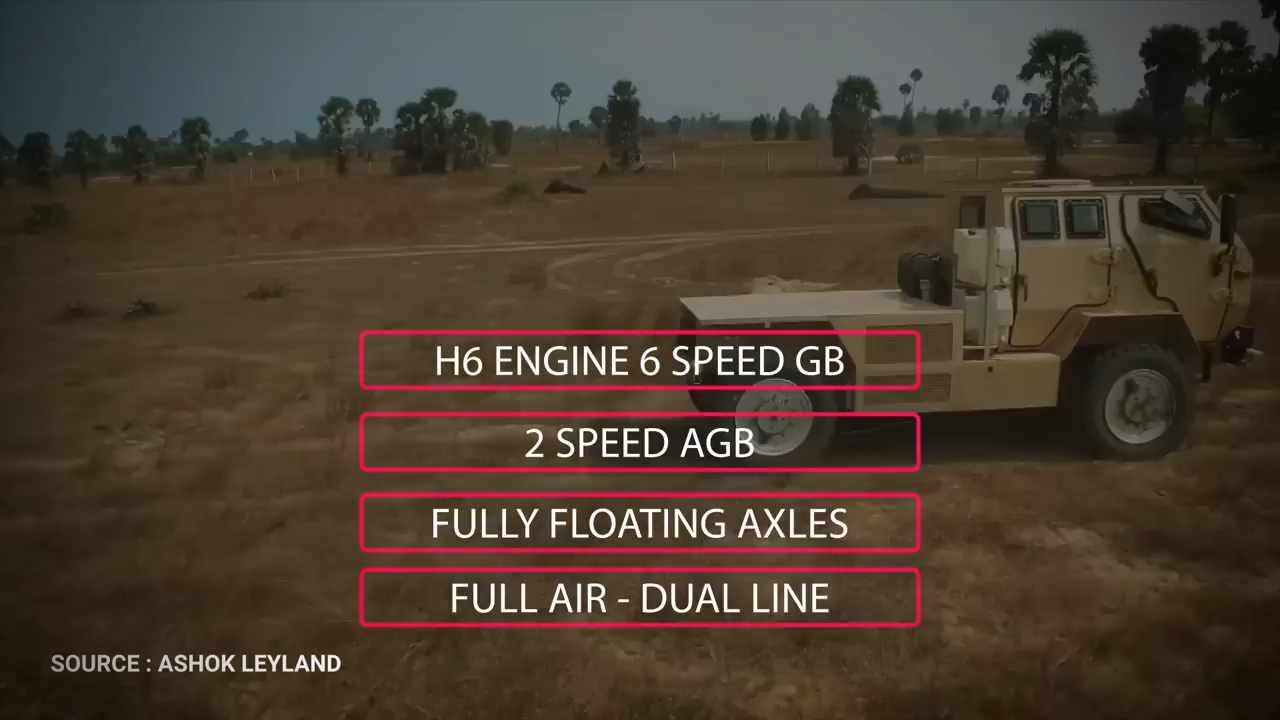 H6 ENGINE 6 SPEED GB
2 SPEED AGB
FULLY FLOATING AXLES
FULL AIR - DUAL LINE
SOURCE : ASHOK LEYLAND